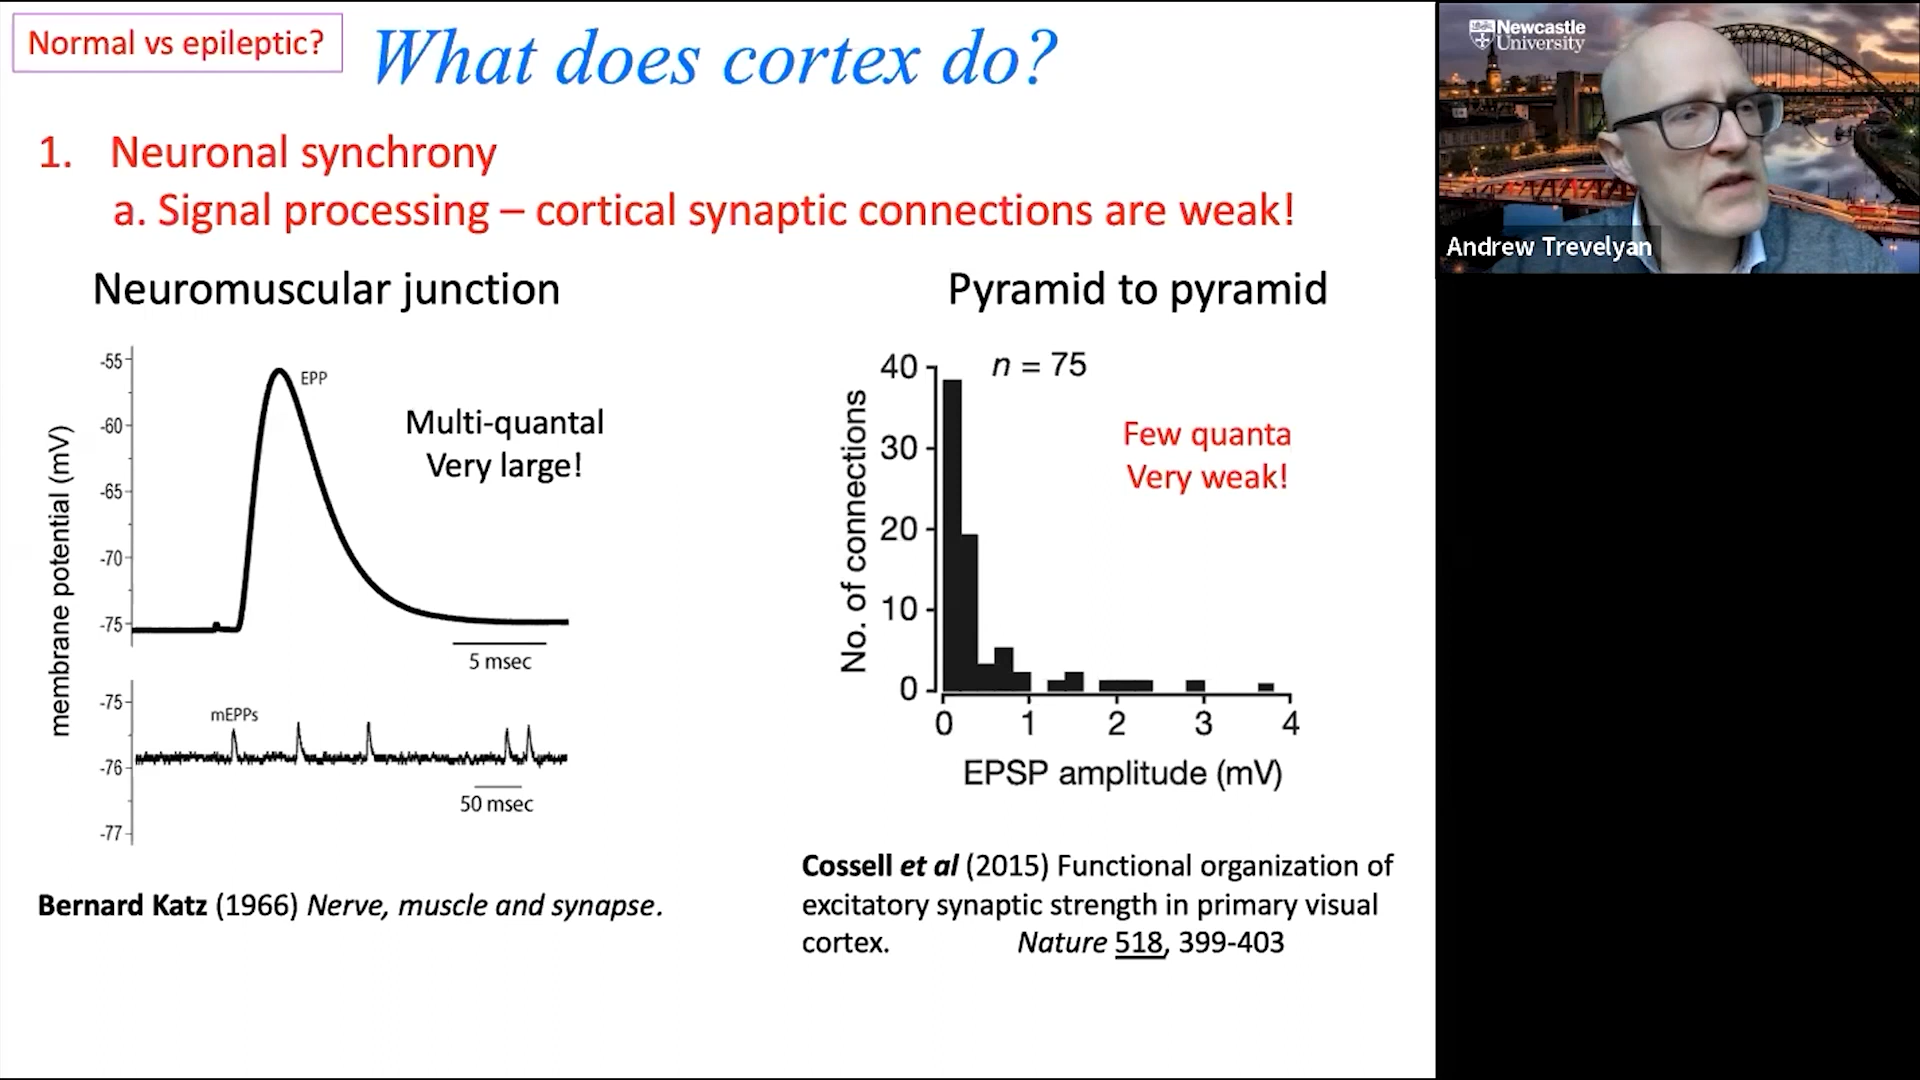 Normal vs epileptic?
What does cortex do?
1. Neuronal synchrony
a. Signal processing – cortical synaptic connections are weak!
Neuromuscular junction
membrane potential (mV)
-55
-60
-65
-70
-75
EPP
Multi-quantal
Very large!
5 msec
-75
-76
-77
mEPPs
50 msec
Bernard Katz (1966) Nerve, muscle and synapse.
Pyramid to pyramid
No. of connections
40
30
20
10
0
n = 75
Few quanta
Very weak!
0 1 2 3 4
EPSP amplitude (mV)
Cossell et al (2015) Functional organization of
excitatory synaptic strength in primary visual
cortex. Nature 518, 399-403
Newcastle
University
Andrew Trevelyan